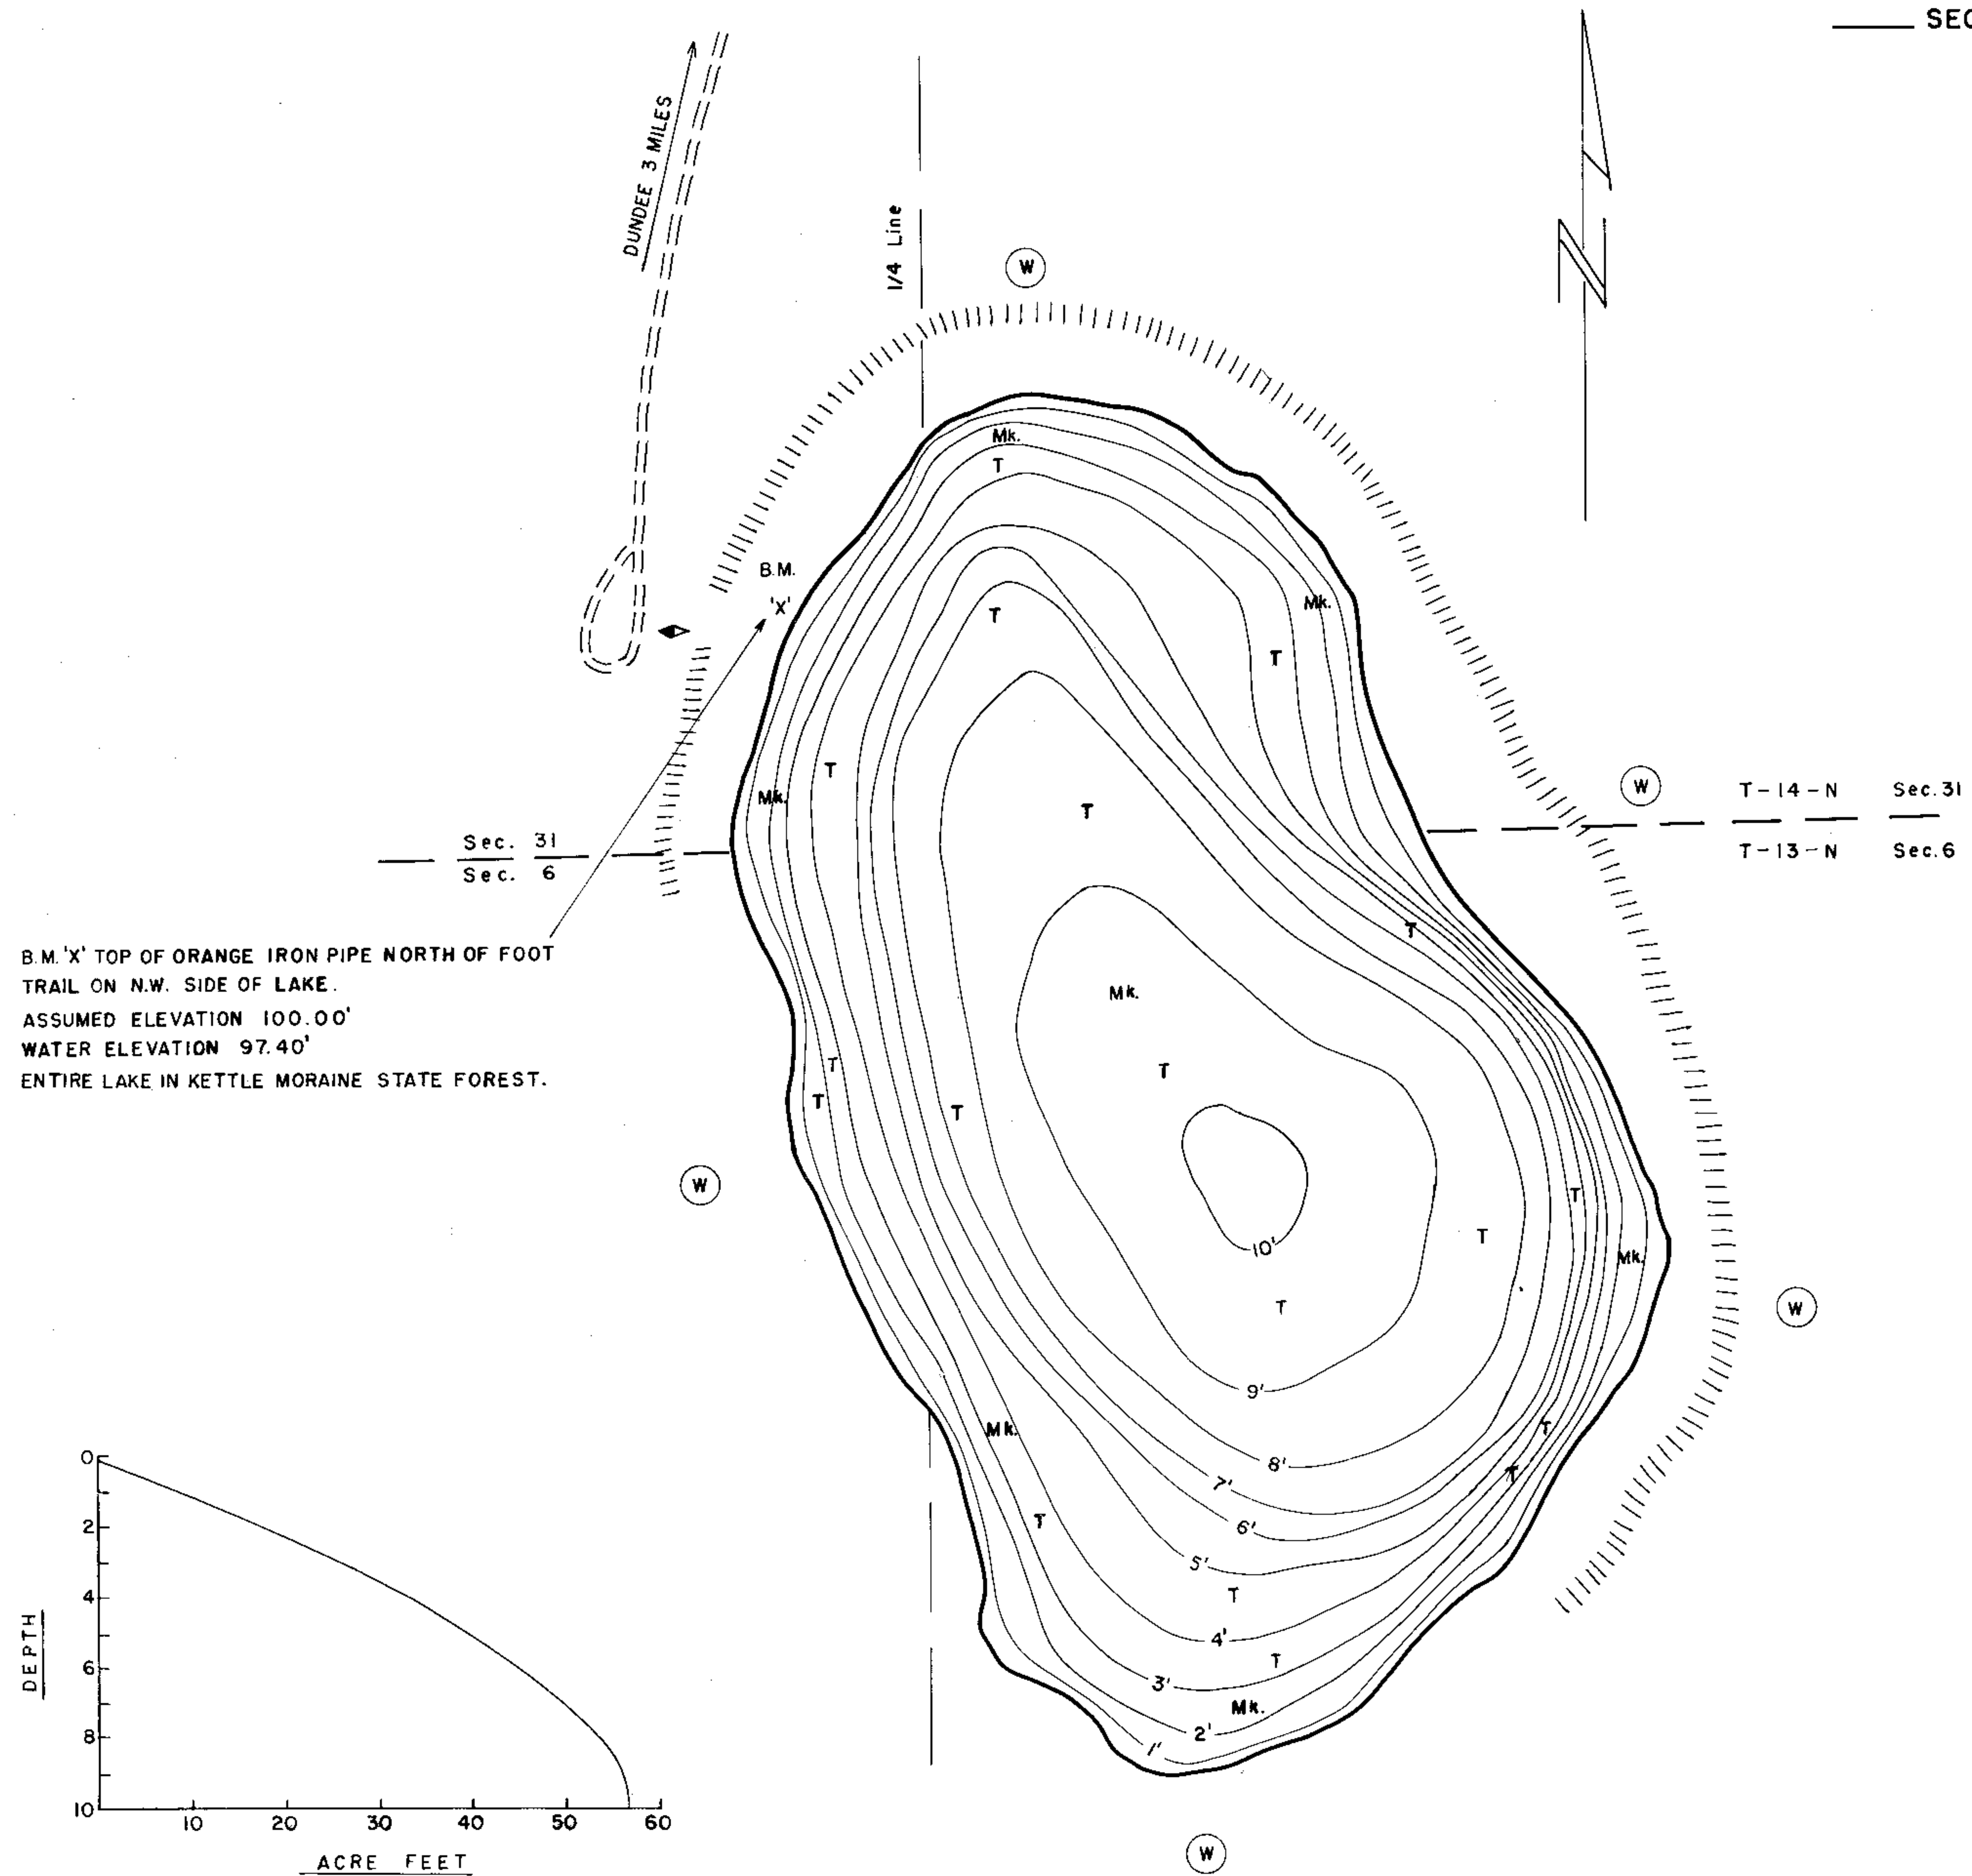 SEC
DUNDEE 3 MILES
1/4 Line
N
W
Mk.
T
B.M.
'X'
Mk.
T
T
W
T-14-N Sec. 31
T-13-N Sec. 6
T
Mk.
T
Sec. 31
Sec. 6
T
B.M. 'X' TOP OF ORANGE IRON PIPE NORTH OF FOOT
TRAIL ON N.W. SIDE OF LAKE.
ASSUMED ELEVATION 100.00'
WATER ELEVATION 97.40'
ENTIRE LAKE IN KETTLE MORAINE STATE FOREST.
Mk.
T
T
T
T
W
T
T
Mk.
10'
T
W
9'
Mk.
T
8'
T
7'
T
6'
5'
T
4'
T
3'
Mk.
2'
1'
0
2
4
6
8
10
DEPTH
10 20 30 40 50 60
ACRE FEET
W